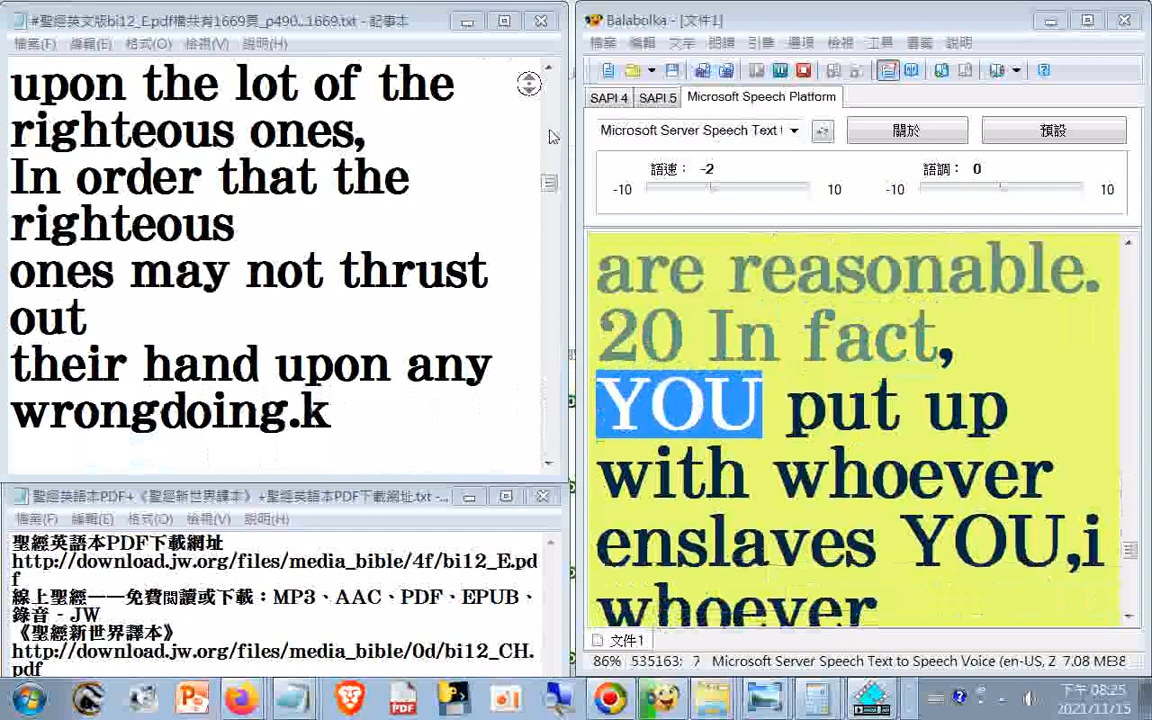 #聖經英文版bi12_E.pdf檔共有1669頁_p490...1669.txt - 記事本
檔案(F) 編輯(E) 格式(O) 檢視(V) 說明(H)
upon the lot of the
righteous ones,
In order that the
righteous
ones may not thrust
out
their hand upon any
wrongdoing.k
聖經英語本PDF+《聖經新世界譯本》+聖經英語本PDF下載網址.txt - ...
檔案(F) 編輯(E) 格式(O) 檢視(V) 說明(H)
聖經英語本PDF下載網址
http://download.jw.org/files/media_bible/4f/bi12_E.pd
f
線上聖經——免費閱讀或下載：MP3、AAC、PDF、EPUB、
錄音 - JW
《聖經新世界譯本》
http://download.jw.org/files/media_bible/0d/bi12_CH.
pdf
Balabolka - [文件1]
檔案 編輯 文字 朗讀 引擎 選項 檢視 工具 書籤 說明
SAPI 4 SAPI 5 Microsoft Speech Platform
Microsoft Server Speech Text 關於 預設
語速： -2 語調： 0
-10 10 -10 10
are reasonable.
20 In fact,
YOU put up
with whoever
enslaves YOU,i
whoever
文件1
86% 535163: 7 Microsoft Server Speech Text to Speech Voice (en-US, Z 7.08 ME
下午 08:25
2021/11/15